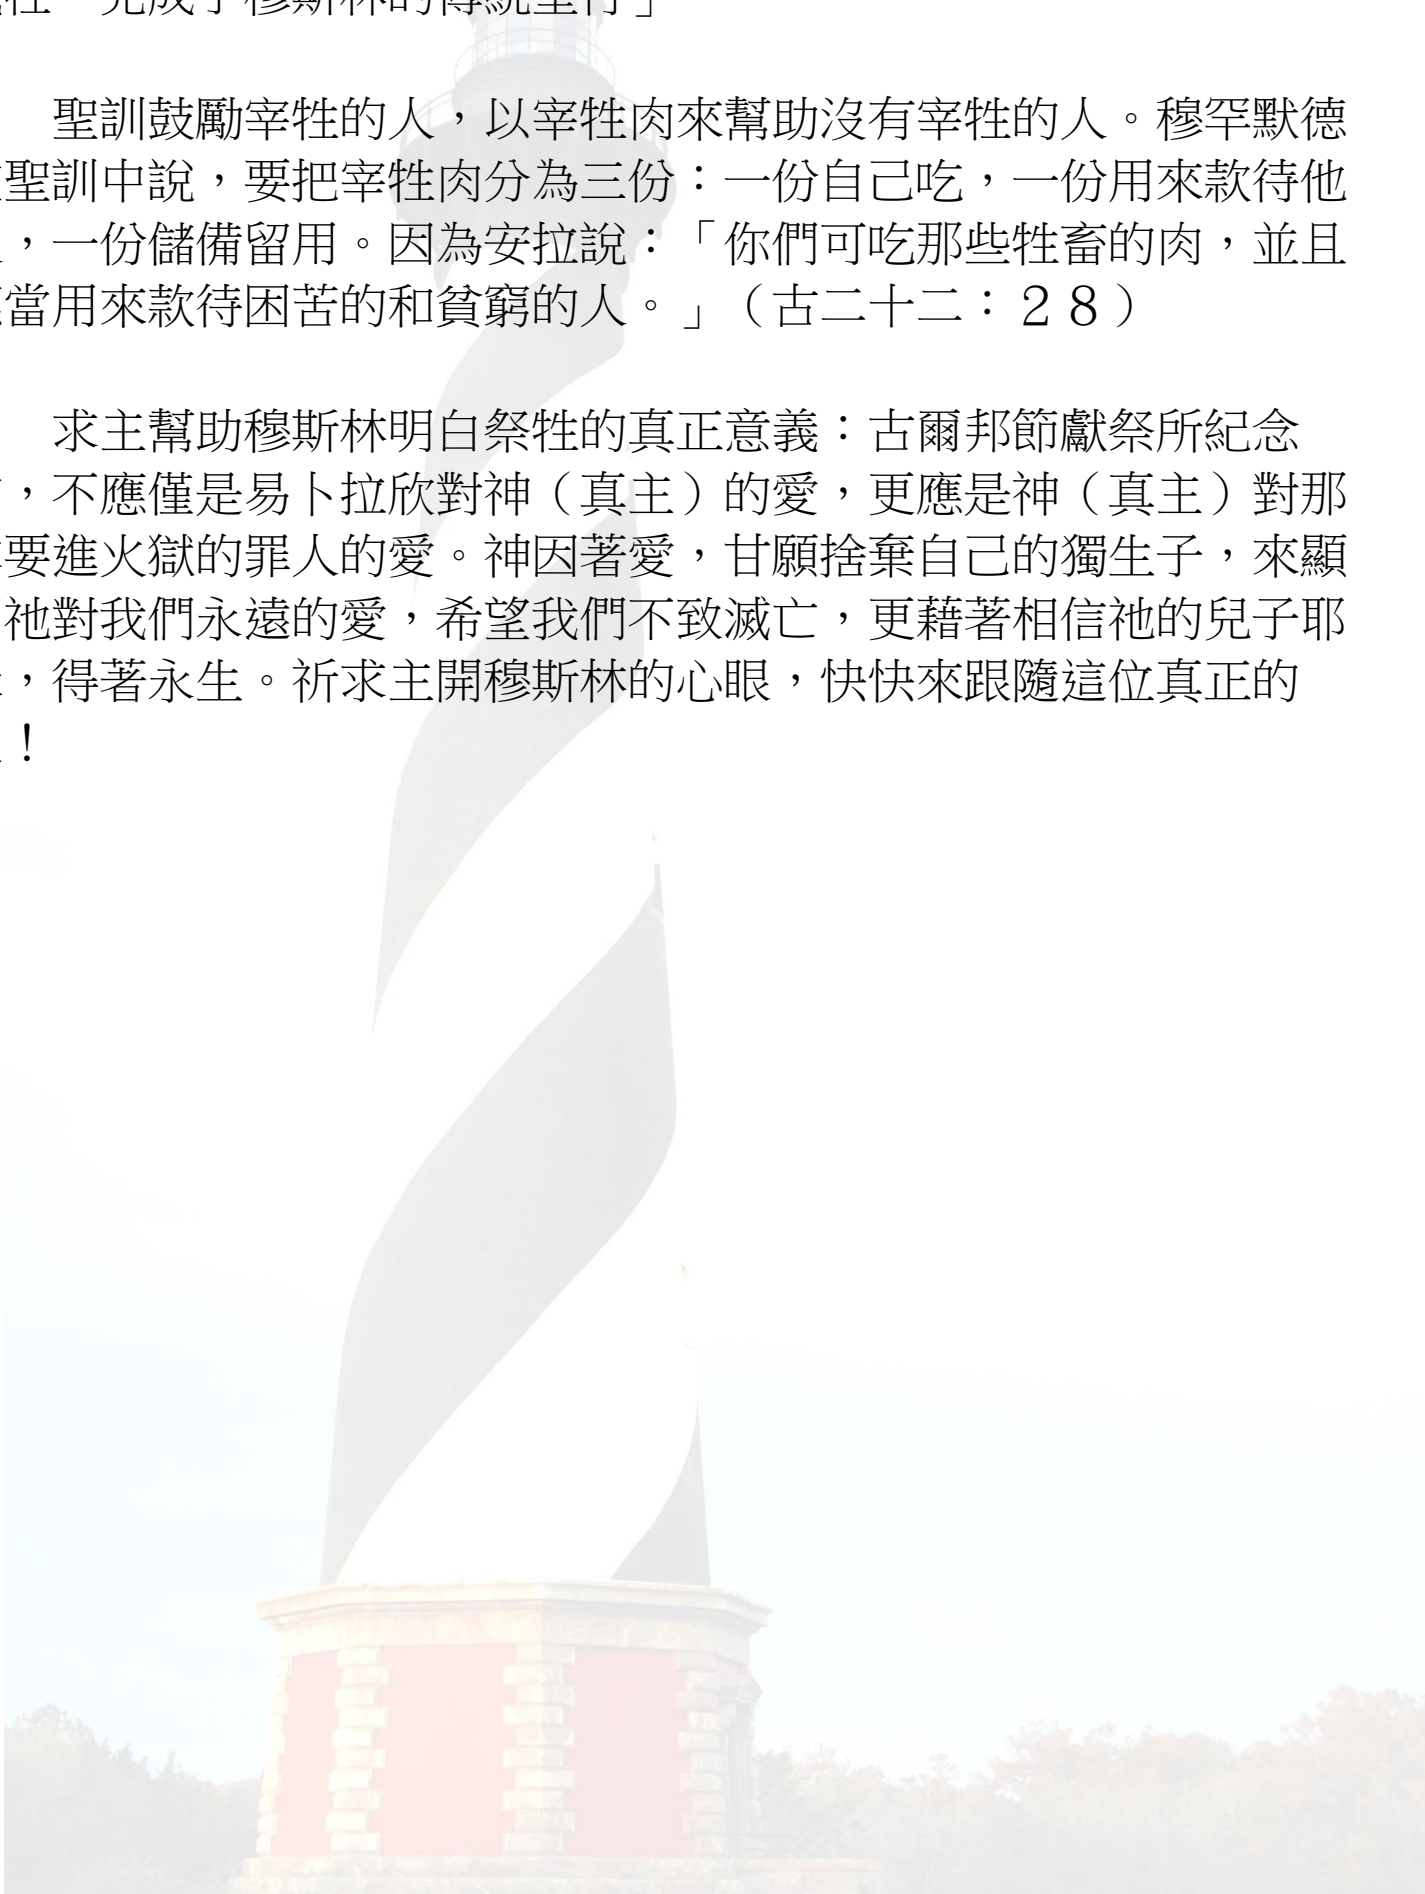 完成了穆斯林的傳統聖行」
聖訓鼓勵宰牲的人，以宰牲肉來幫助沒有宰牲的人。穆罕默德
聖訓中說，要把宰牲肉分為三份：一份自己吃，一份用來款待他
，一份儲備留用。因為安拉說：「你們可吃那些牲畜的肉，並且
當用來款待困苦的和貧窮的人。」（古二十二：２８）
求主幫助穆斯林明白祭牲的真正意義：古爾邦節獻祭所紀念
，不應僅是易卜拉欣對神（真主）的愛，更應是神（真主）對那
要進火獄的罪人的愛。神因著愛，甘願捨棄自己的獨生子，來顯
祂對我們永遠的愛，希望我們不致滅亡，更藉著相信祂的兒子耶
，得著永生。祈求主開穆斯林的心眼，快快來跟隨這位真正的
！